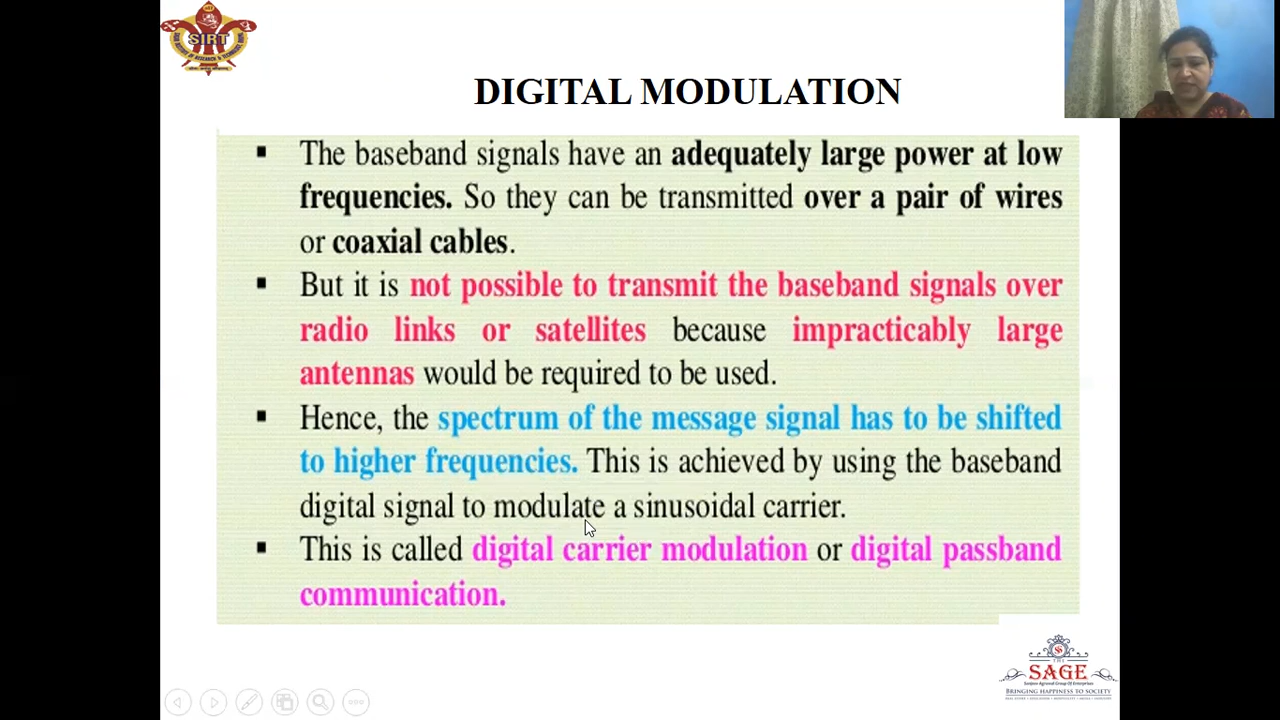 SIRT
DIGITAL MODULATION
▪ The baseband signals have an adequately large power at low
frequencies. So they can be transmitted over a pair of wires
or coaxial cables.
▪ But it is not possible to transmit the baseband signals over
radio links or satellites because impracticably large
antennas would be required to be used.
▪ Hence, the spectrum of the message signal has to be shifted
to higher frequencies. This is achieved by using the baseband
digital signal to modulate a sinusoidal carrier.
▪ This is called digital carrier modulation or digital passband
communication.
THE
SAGE
BRINGING HAPPINESS TO SOCIETY